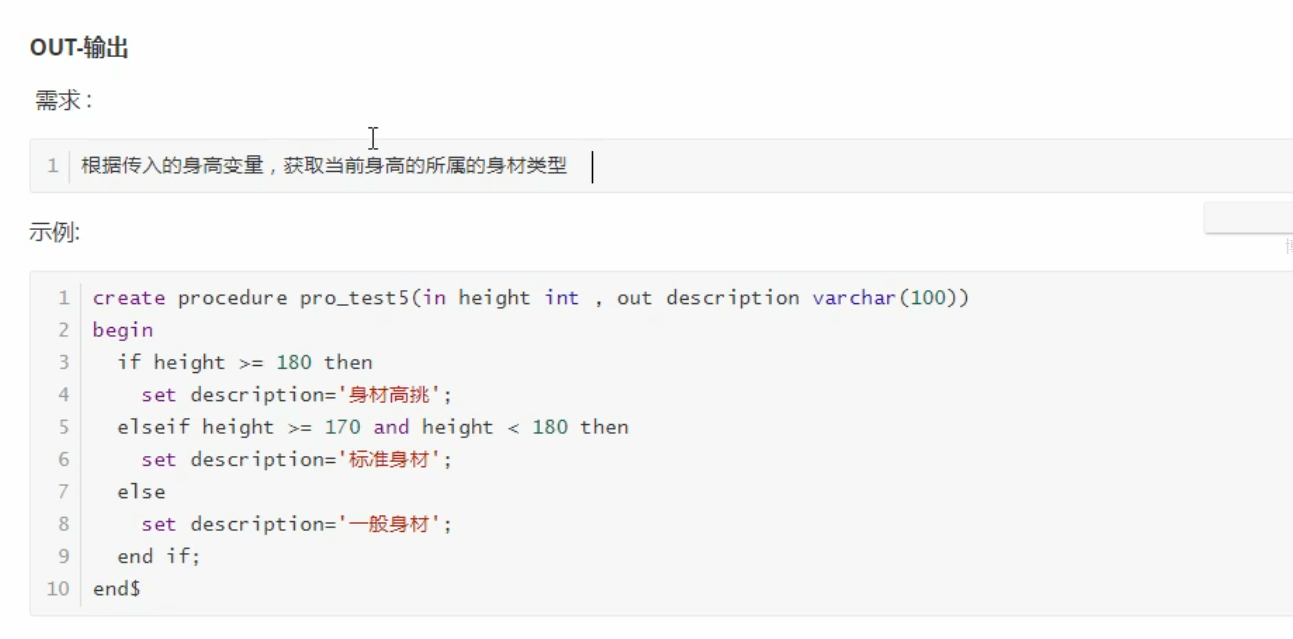 OUT-输出
需求 :
1 根据传入的身高变量，获取当前身高的所属的身材类型
示例:
1 create procedure pro_test5(in height int , out description varchar(100))
2 begin
3   if height >= 180 then
4     set description='身材高挑';
5   elseif height >= 170 and height < 180 then
6     set description='标准身材';
7   else
8     set description='一般身材';
9   end if;
10 end$